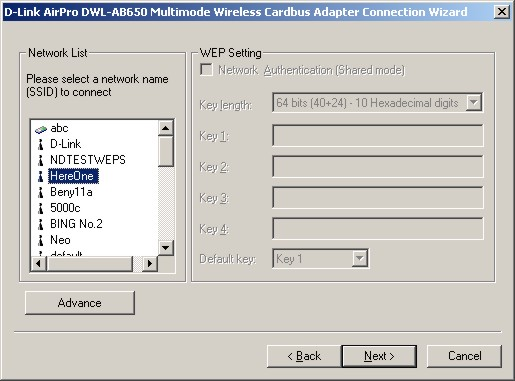 D-Link AirPro DWL-AB650 Multimode Wireless Cardbus Adapter Connection Wizard
Network List
Please select a network name
(SSID) to connect
abc
D-Link
NDTESTWEPS
HereOne
Beny11a
5000c
BING No.2
Neo
default
Advance
WEP Setting
Network Authentication (Shared mode)
Key length: 64 bits (40+24) - 10 Hexadecimal digits
Key 1:
Key 2:
Key 3:
Key 4:
Default key: Key 1
< Back Next > Cancel